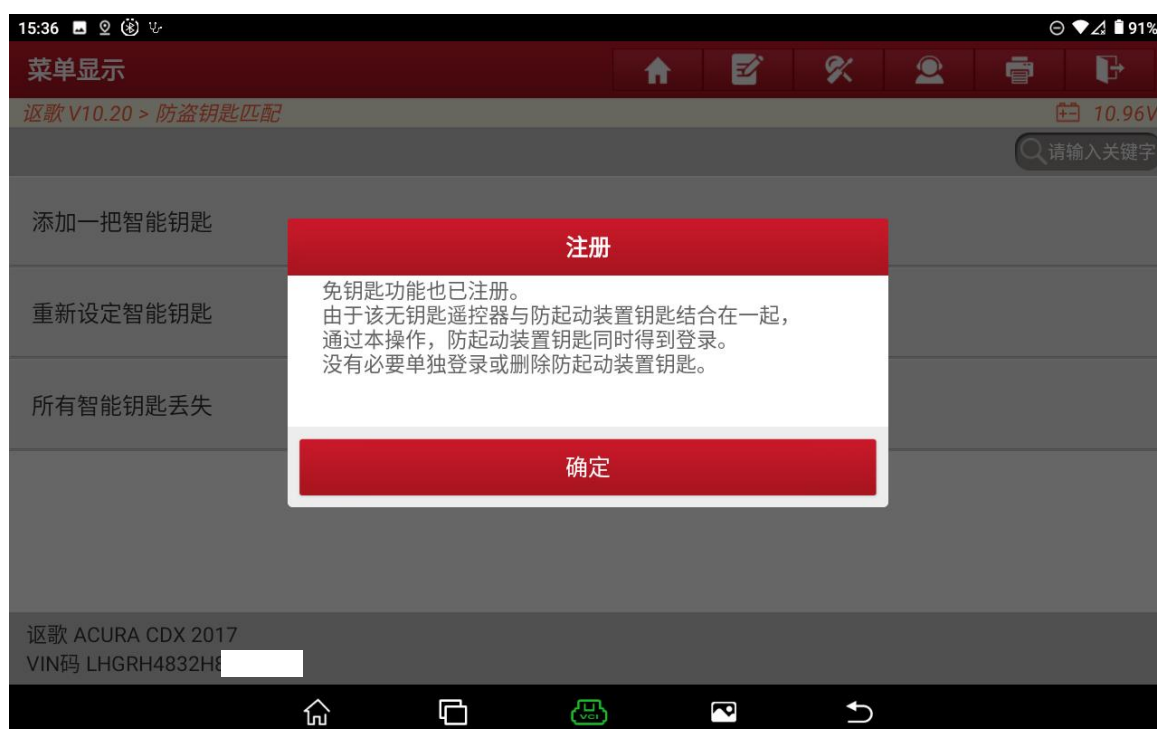 15:36
91%
菜单显示
讴歌 V10.20 > 防盗钥匙匹配
10.96V
请输入关键字
添加一把智能钥匙
重新设定智能钥匙
所有智能钥匙丢失
注册
免钥匙功能也已注册。
由于该无钥匙遥控器与防起动装置钥匙结合在一起，
通过本操作，防起动装置钥匙同时得到登录。
没有必要单独登录或删除防起动装置钥匙。
确定
讴歌 ACURA CDX 2017
VIN码 LHGRH4832H8
VCI